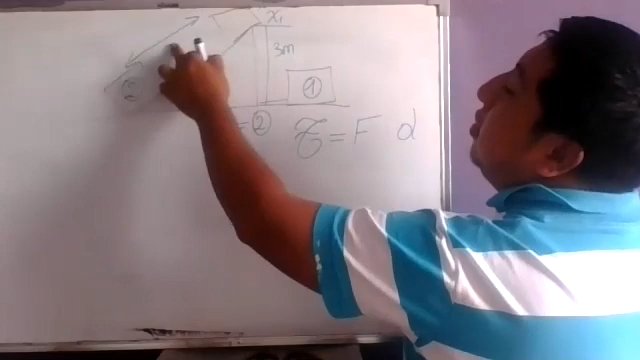 x₁
3m
②
①
= ②
𝒯 = F d